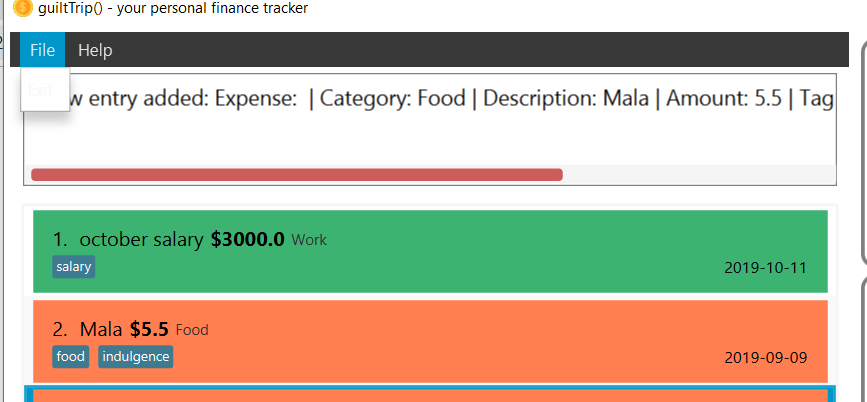 guiltTrip() - your personal finance tracker
File Help
Exit
w entry added: Expense: | Category: Food | Description: Mala | Amount: 5.5 | Tag
1. october salary $3000.0 Work
salary
2019-10-11
2. Mala $5.5 Food
food indulgence
2019-09-09